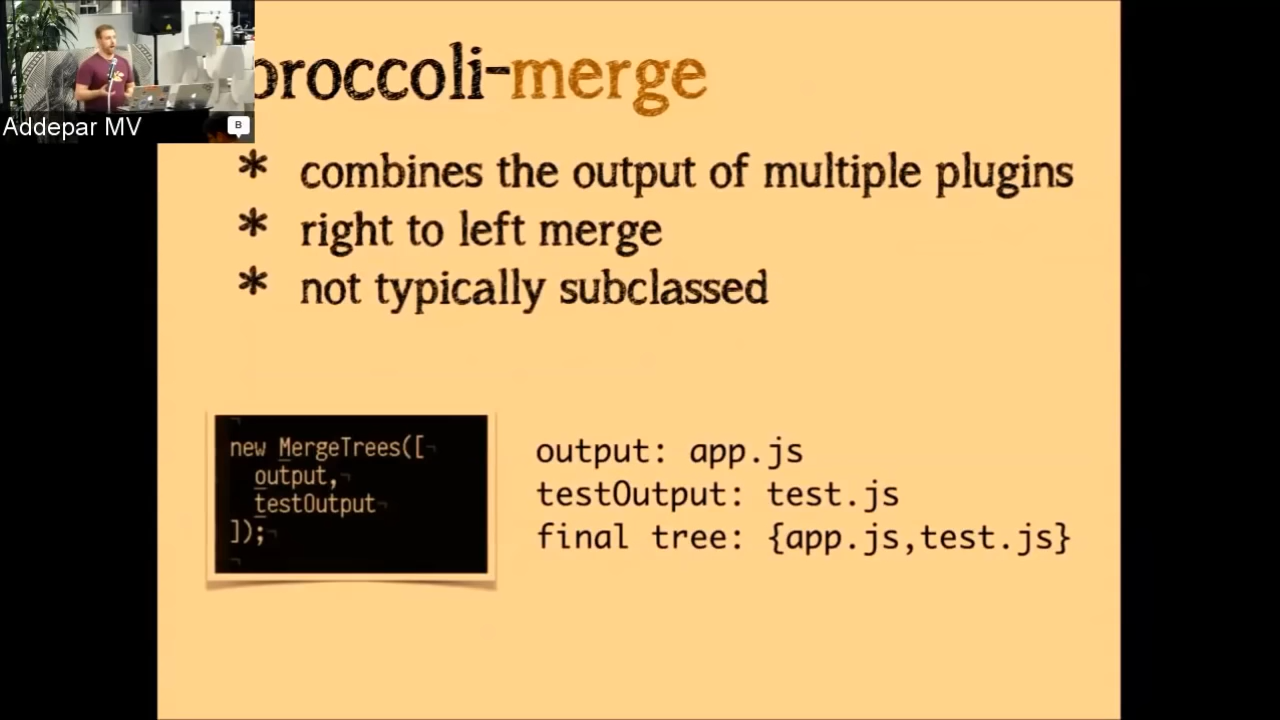 broccoli-merge
Addepar MV
B
* combines the output of multiple plugins
* right to left merge
* not typically subclassed
new MergeTrees([
output,
testOutput
]);
output: app.js
testOutput: test.js
final tree: {app.js,test.js}